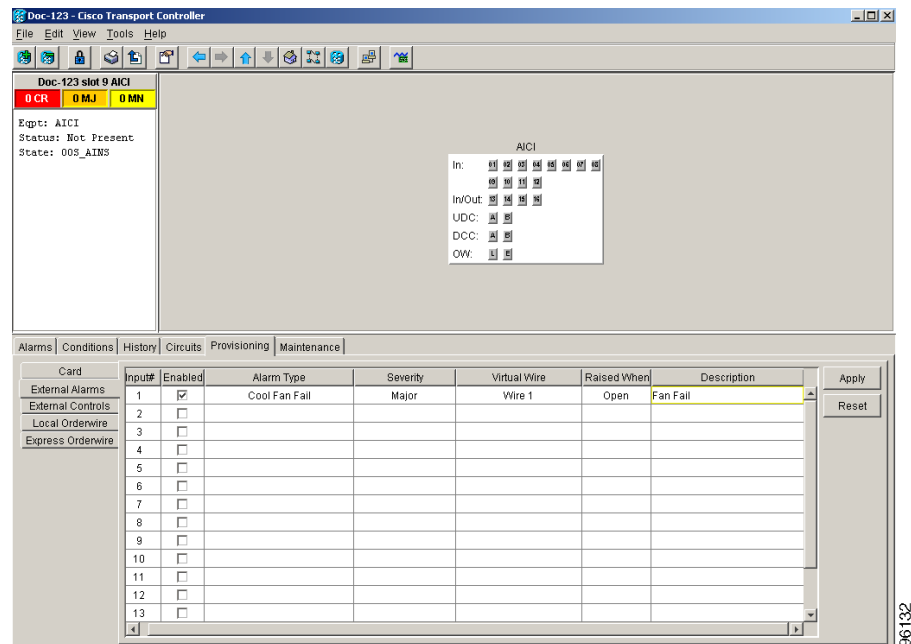 Doc-123 - Cisco Transport Controller
File Edit View Tools Help
Doc-123 slot 9 AICI
0 CR 0 MJ 0 MN
Eqpt: AICI
Status: Not Present
State: OOS_AINS
AICI
In: 01 02 03 04 05 06 07 08
09 10 11 12
In/Out: 13 14 15 16
UDC: A B
DCC: A B
OW: L E
Alarms Conditions History Circuits Provisioning Maintenance
Card
External Alarms
External Controls
Local Orderwire
Express Orderwire
Input# Enabled Alarm Type Severity Virtual Wire Raised When Description
1 Cool Fan Fail Major Wire 1 Open Fan Fail
2
3
4
5
6
7
8
9
10
11
12
13
Apply
Reset
96132